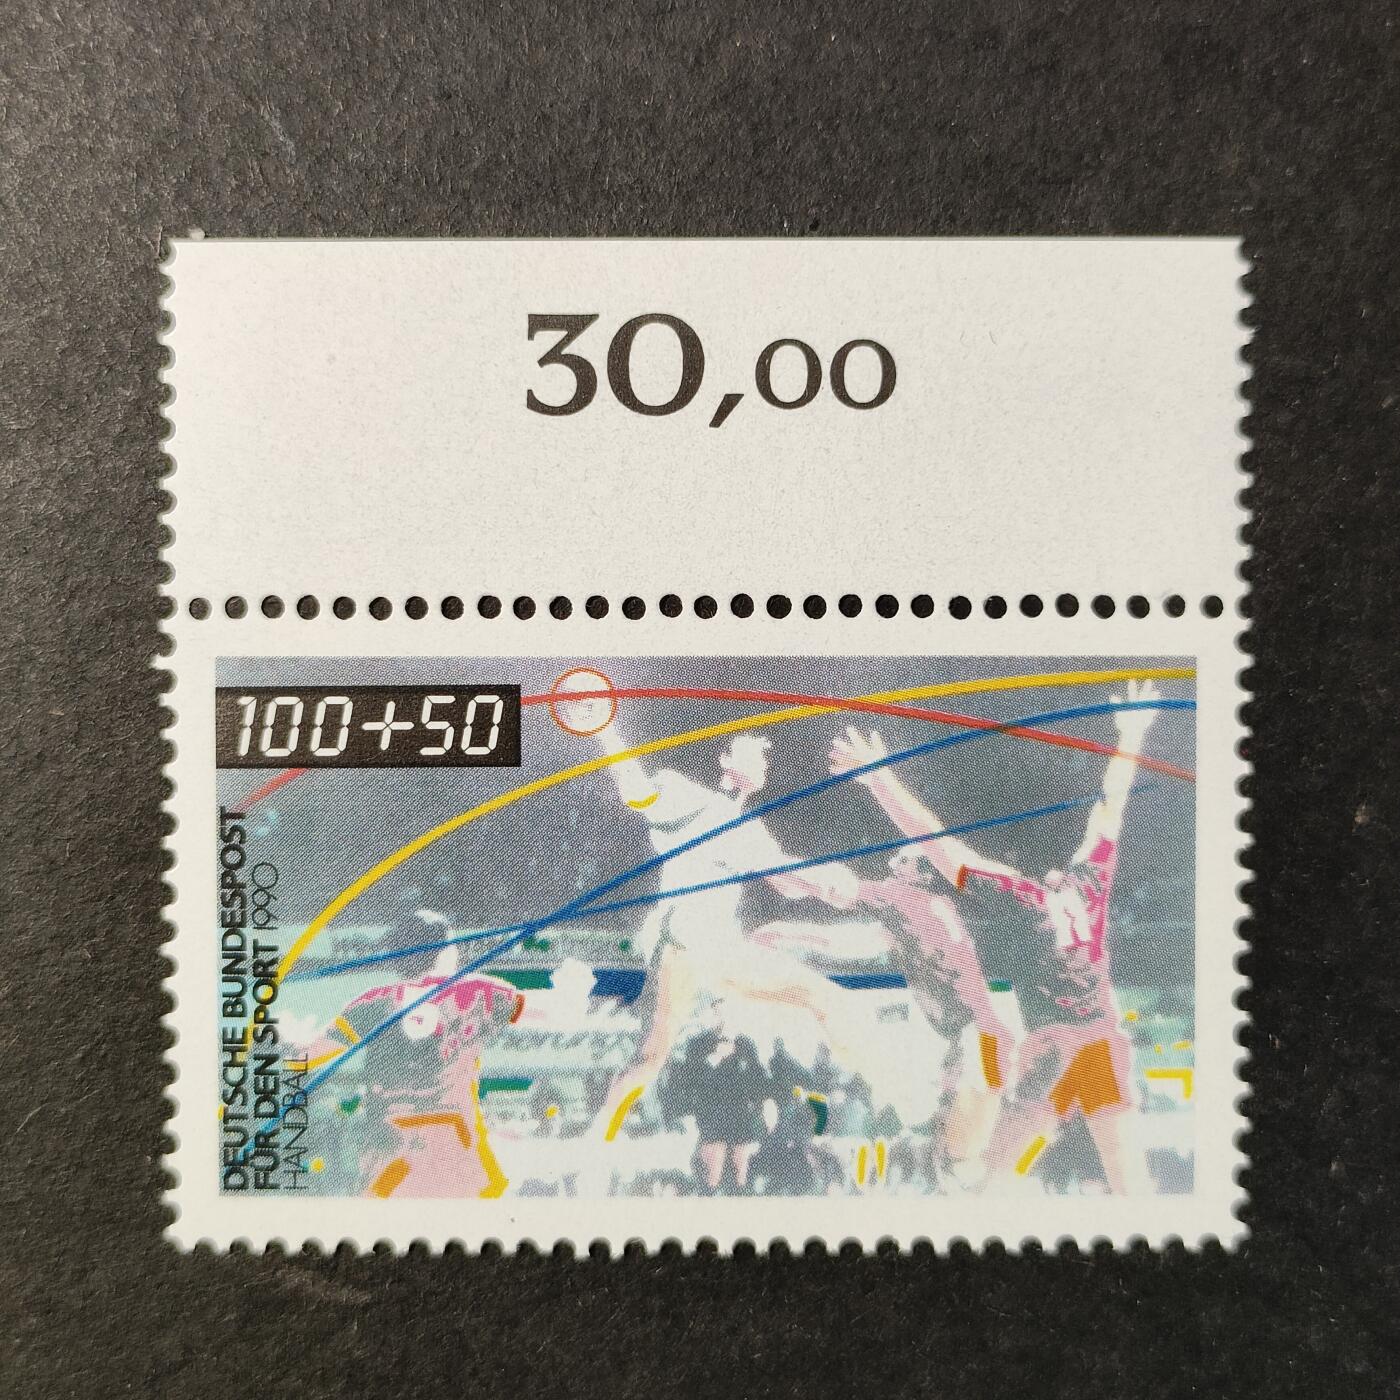 30,00
100+50
DEUTSCHE BUNDESPOST
FÜR DEN SPORT 1990
HANDBALL